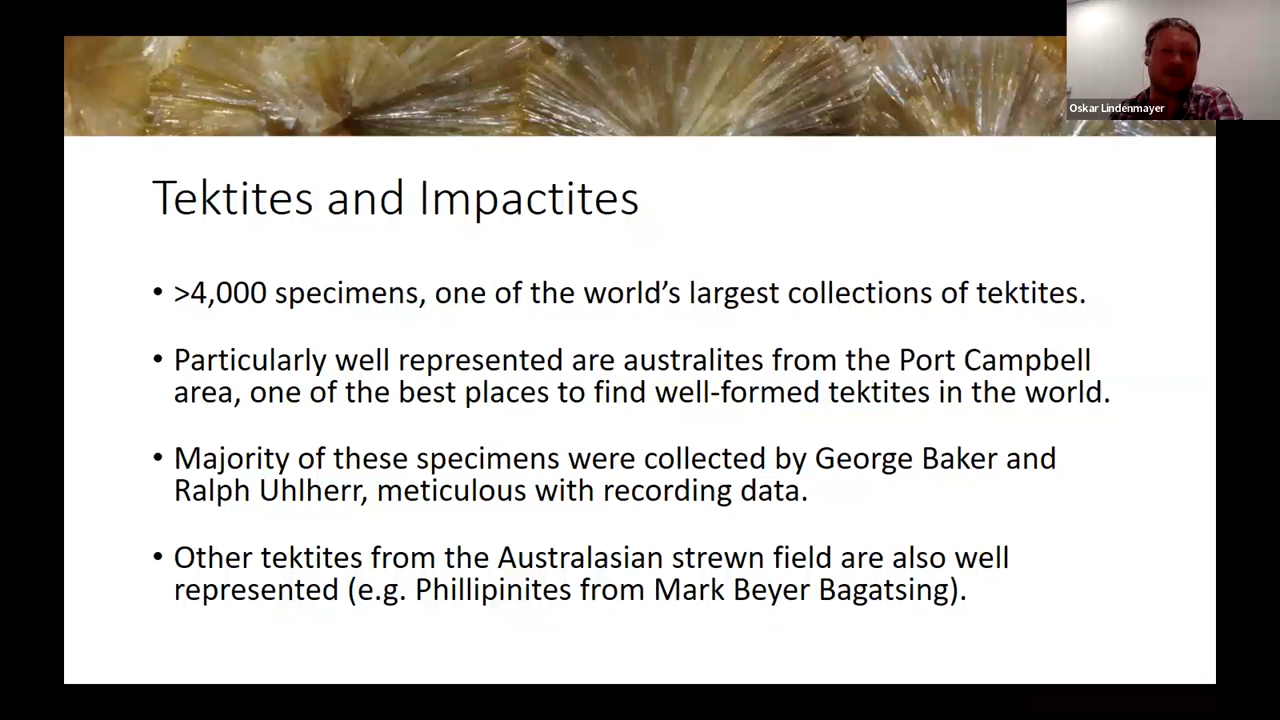 Oskar Lindenmayer
Tektites and Impactites
• >4,000 specimens, one of the world’s largest collections of tektites.
• Particularly well represented are australites from the Port Campbell
area, one of the best places to find well-formed tektites in the world.
• Majority of these specimens were collected by George Baker and
Ralph Uhlherr, meticulous with recording data.
• Other tektites from the Australasian strewn field are also well
represented (e.g. Phillipinites from Mark Beyer Bagatsing).